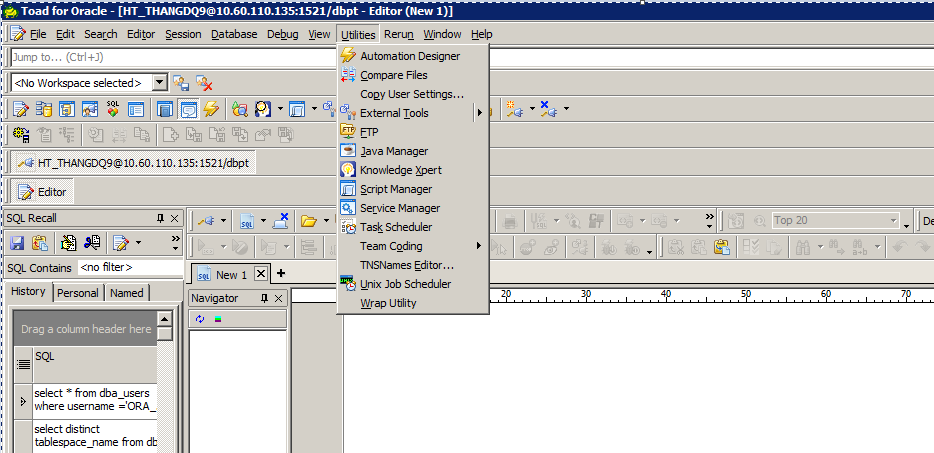 Toad for Oracle - [HT_THANGDQ9@10.60.110.135:1521/dbpt - Editor (New 1)]
File Edit Search Editor Session Database Debug View Utilities Rerun Window Help
Jump to... (Ctrl+J)
<No Workspace selected>
SQL
HT_THANGDQ9@10.60.110.135:1521/dbpt
Editor
Automation Designer
Compare Files
Copy User Settings...
External Tools
FTP
FTP
Java Manager
Knowledge Xpert
Script Manager
Service Manager
Task Scheduler
Team Coding
TNSNames Editor...
Unix Job Scheduler
Wrap Utility
SQL Recall
SQL
Top 20
De
SQL Contains <no filter>
SQL New 1
History Personal Named
Navigator
20 30 40 50 60 70
Drag a column header here
SQL
select * from dba_users
where username ='ORA_
select distinct
tablespace_name from db